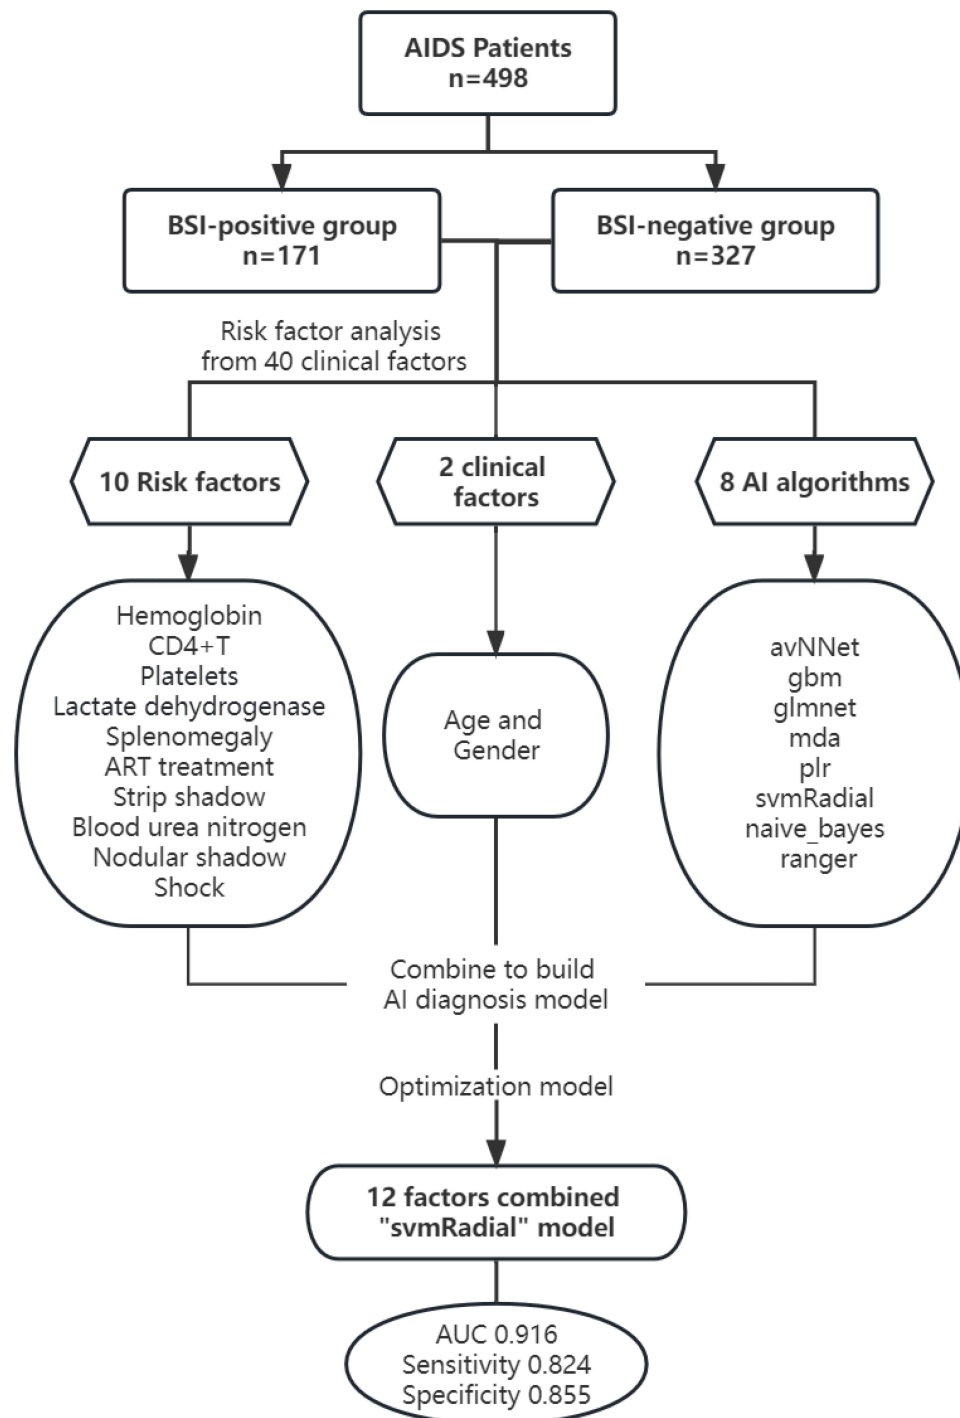 AIDS Patients
n=498
BSI-positive group
n=171
BSI-negative group
n=327
Risk factor analysis
from 40 clinical factors
10 Risk factors
2 clinical
factors
8 AI algorithms
Hemoglobin
CD4+T
Platelets
Lactate dehydrogenase
Splenomegaly
ART treatment
Strip shadow
Blood urea nitrogen
Nodular shadow
Shock
Age and
Gender
avNNet
gbm
glmnet
mda
plr
svmRadial
naive_bayes
ranger
Combine to build
AI diagnosis model
Optimization model
12 factors combined
"svmRadial" model
AUC 0.916
Sensitivity 0.824
Specificity 0.855